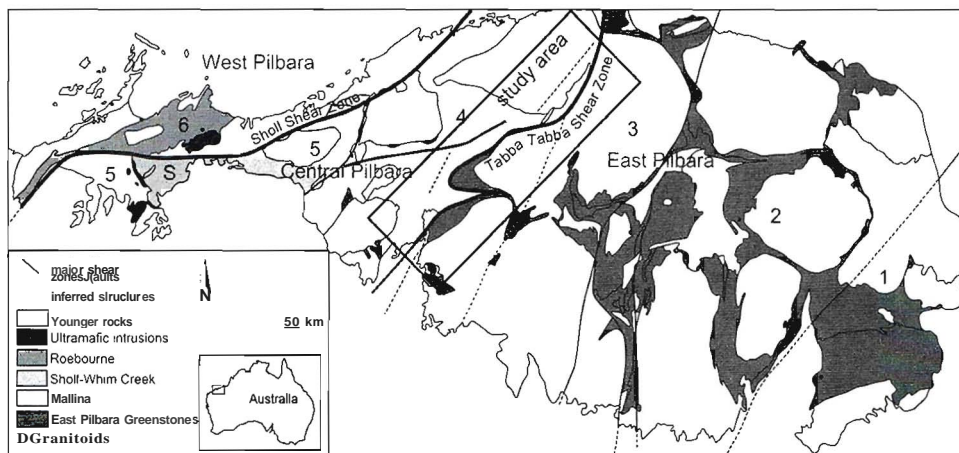 West Pilbara
study area
Sholl Shear Zone
6
4
Tabba Tabba Shear Zone
3
5
Central Pilbara
East Pilbara
5
S
2
1
major shear
zones/faults
inferred slructures
N
50 km
Younger rocks
Ultramafic intrusions
Roebourne
Sholl-Whim Creek
Mallina
East Pilbara Greenstones
DGranitoids
Australia